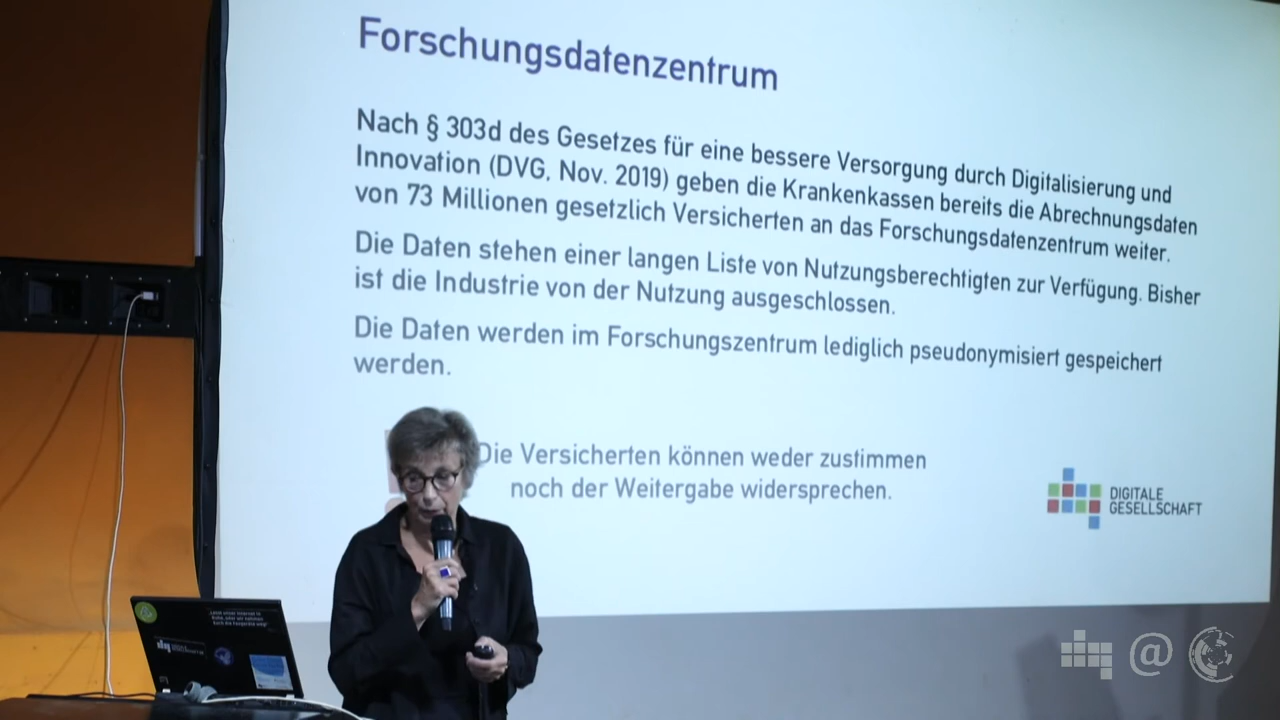 Forschungsdatenzentrum
Nach § 303d des Gesetzes für eine bessere Versorgung durch Digitalisierung und
Innovation (DVG, Nov. 2019) geben die Krankenkassen bereits die Abrechnungsdaten
von 73 Millionen gesetzlich Versicherten an das Forschungsdatenzentrum weiter.
Die Daten stehen einer langen Liste von Nutzungsberechtigten zur Verfügung. Bisher
ist die Industrie von der Nutzung ausgeschlossen.
Die Daten werden im Forschungszentrum lediglich pseudonymisiert gespeichert
werden.
Die Versicherten können weder zustimmen
noch der Weitergabe widersprechen.
DIGITALE
GESELLSCHAFT
@